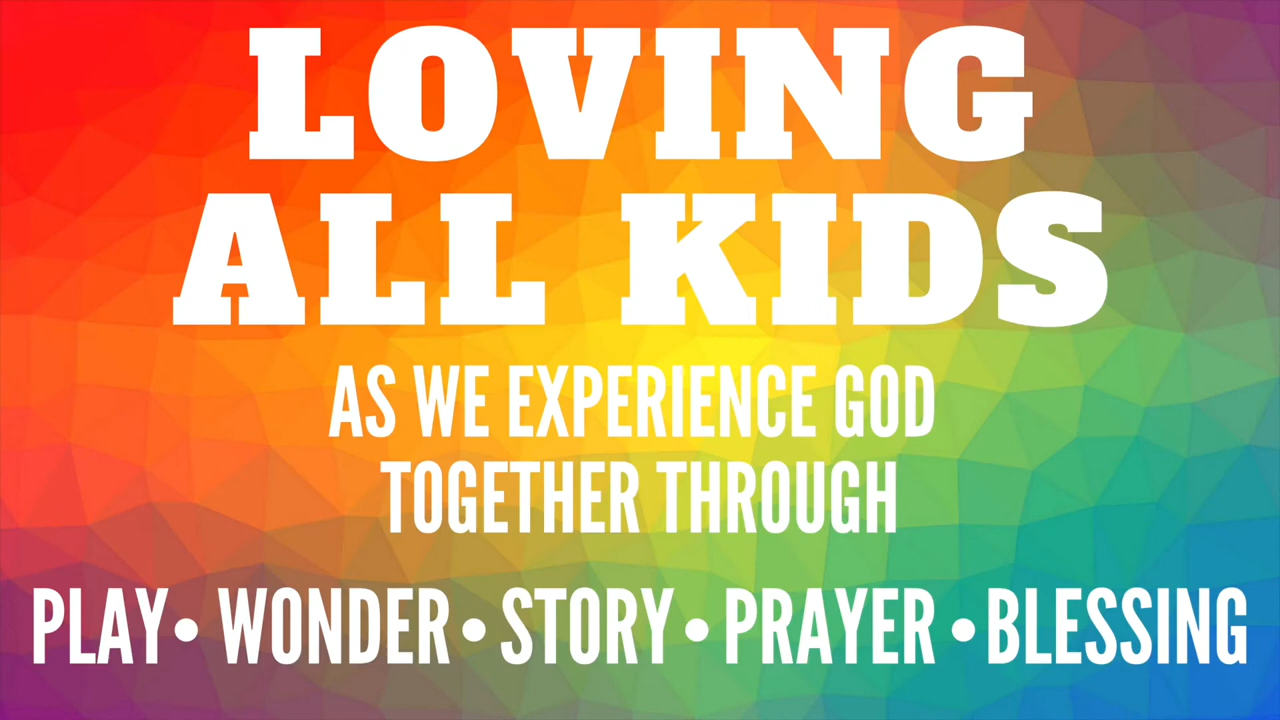 LOVING
ALL KIDS
AS WE EXPERIENCE GOD
TOGETHER THROUGH
PLAY• WONDER• STORY• PRAYER •BLESSING